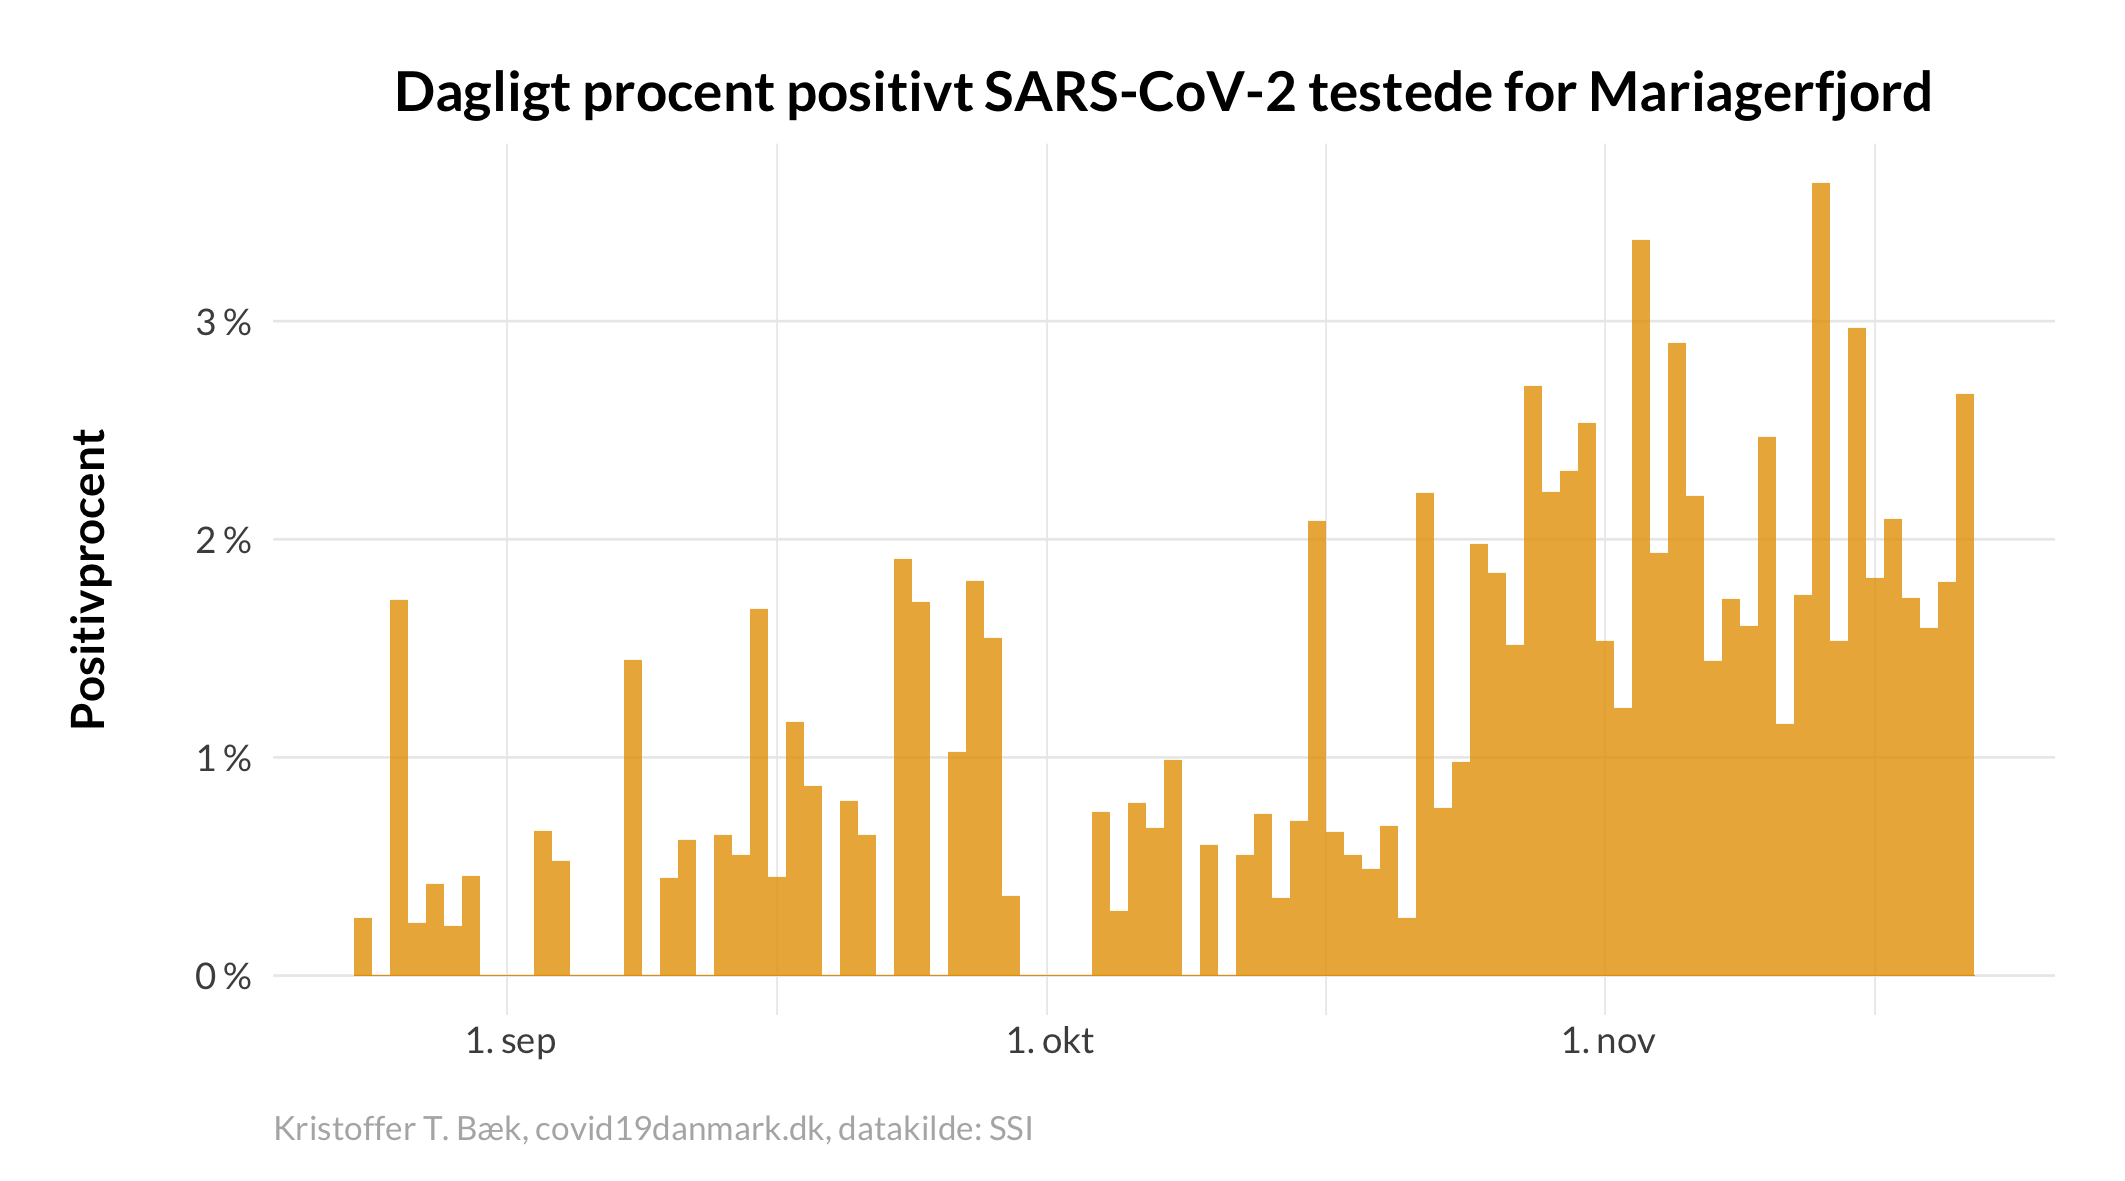 Dagligt procent positivt SARS-CoV-2 testede for Mariagerfjord
Positivprocent
3 %
2 %
1 %
0 %
1. sep
1. okt
1. nov
Kristoffer T. Bæk, covid19danmark.dk, datakilde: SSI